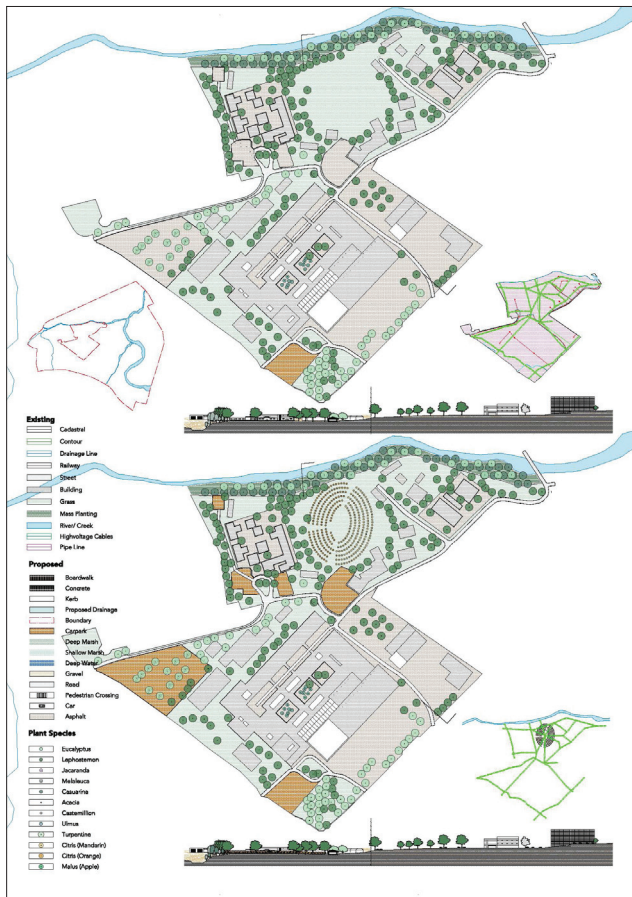 Existing
Cadastral
Contour
Drainage Line
Railway
Street
Building
Grass
Mass Planting
River/ Creek
Highvoltage Cables
Pipe Line
Proposed
Boardwalk
Concrete
Kerb
Proposed Drainage
Boundary
Carpark
Deep Marsh
Shallow Marsh
Deep Water
Gravel
Road
Pedestrian Crossing
Car
Asphalt
Plant Species
Eucalyptus
Lophostemon
Jacaranda
Melaleuca
Casuarina
Acacia
Castemillion
Ulmus
Turpentine
Citris (Mandarin)
Citris (Orange)
Malus (Apple)